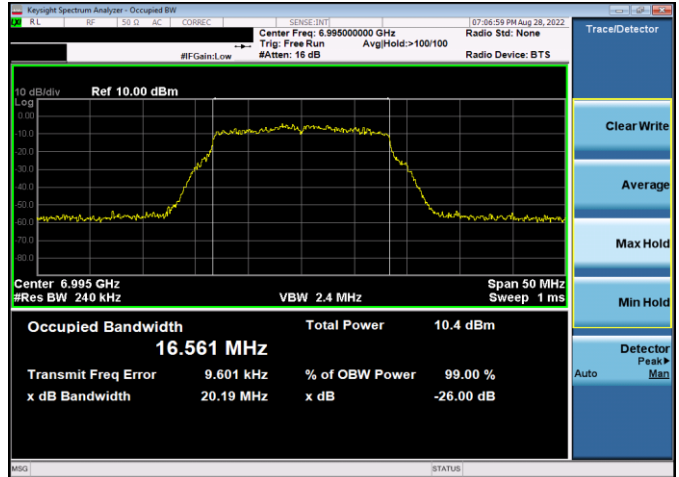 Keysight Spectrum Analyzer - Occupied BW
RL RF 50 Ω AC CORREC SENSE:INT 07:06:59 PM Aug 28, 2022
Center Freq: 6.995000000 GHz Radio Std: None
Trig: Free Run Avg|Hold:>100/100
#IFGain:Low #Atten: 16 dB Radio Device: BTS
10 dB/div Ref 10.00 dBm
Log
0.00
-10.0
-20.0
-30.0
-40.0
-50.0
-60.0
-70.0
-80.0
Center 6.995 GHz Span 50 MHz
#Res BW 240 kHz VBW 2.4 MHz Sweep 1 ms
Occupied Bandwidth Total Power 10.4 dBm
16.561 MHz
Transmit Freq Error 9.601 kHz % of OBW Power 99.00 %
x dB Bandwidth 20.19 MHz x dB -26.00 dB
MSG STATUS
Trace/Detector
Clear Write
Average
Max Hold
Min Hold
Detector
Peak▶
Auto Man